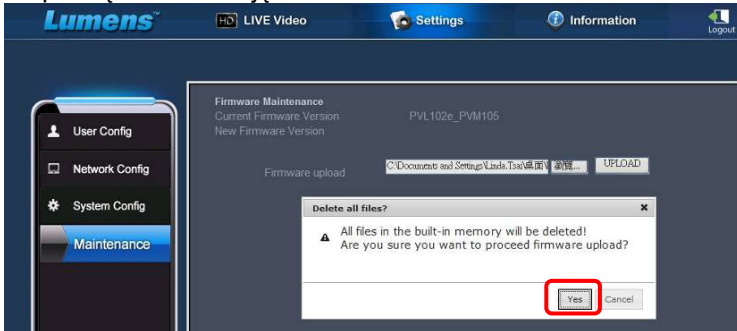 Lumens™
HD LIVE Video
Settings
Information
Logout
User Config
Network Config
System Config
Maintenance
Firmware Maintenance
Current Firmware Version PVL102e_PVM105
New Firmware Version
Firmware upload C:\Documents and Settings\Linda.Tsai\桌面\ 瀏覽... UPLOAD
Delete all files? x
All files in the built-in memory will be deleted!
Are you sure you want to proceed firmware upload?
Yes Cancel